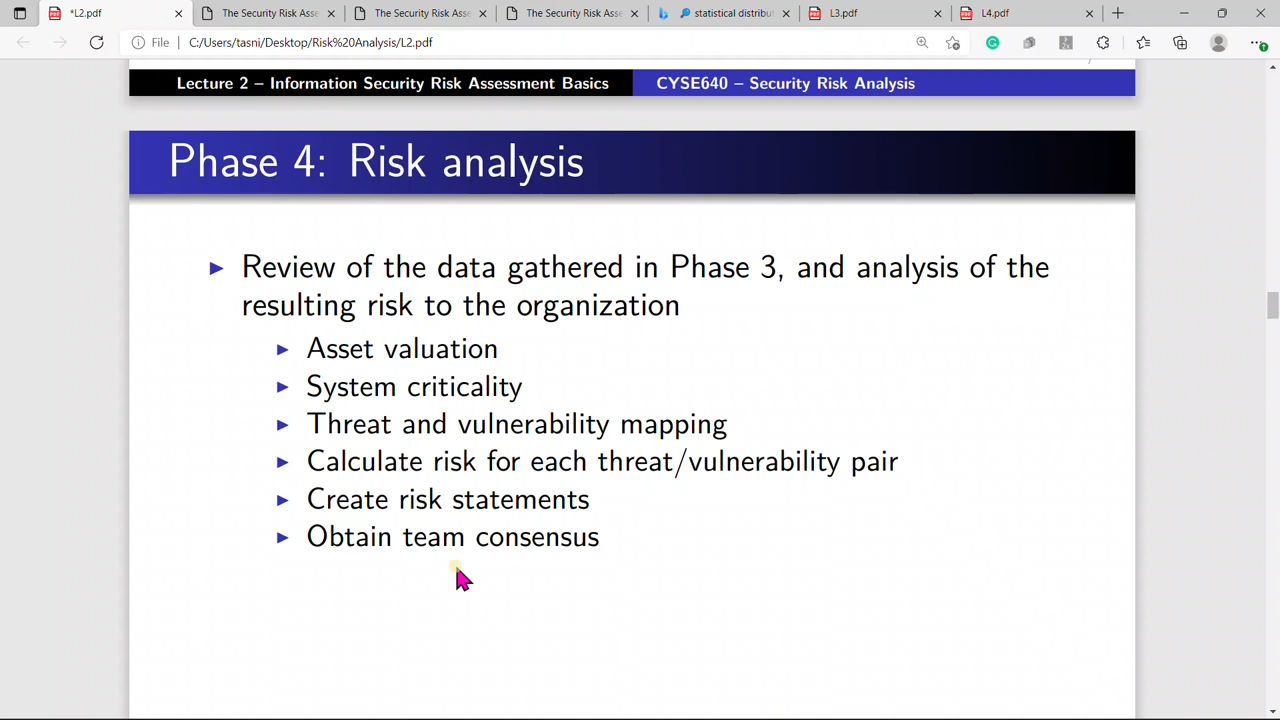 *L2.pdf
The Security Risk Asse
The Security Risk Asse
The Security Risk Asse
statistical distribut
L3.pdf
L4.pdf
File | C:/Users/tasni/Desktop/Risk%20Analysis/L2.pdf
Lecture 2 – Information Security Risk Assessment Basics
CYSE640 – Security Risk Analysis
Phase 4: Risk analysis
Review of the data gathered in Phase 3, and analysis of the
resulting risk to the organization
Asset valuation
System criticality
Threat and vulnerability mapping
Calculate risk for each threat/vulnerability pair
Create risk statements
Obtain team consensus